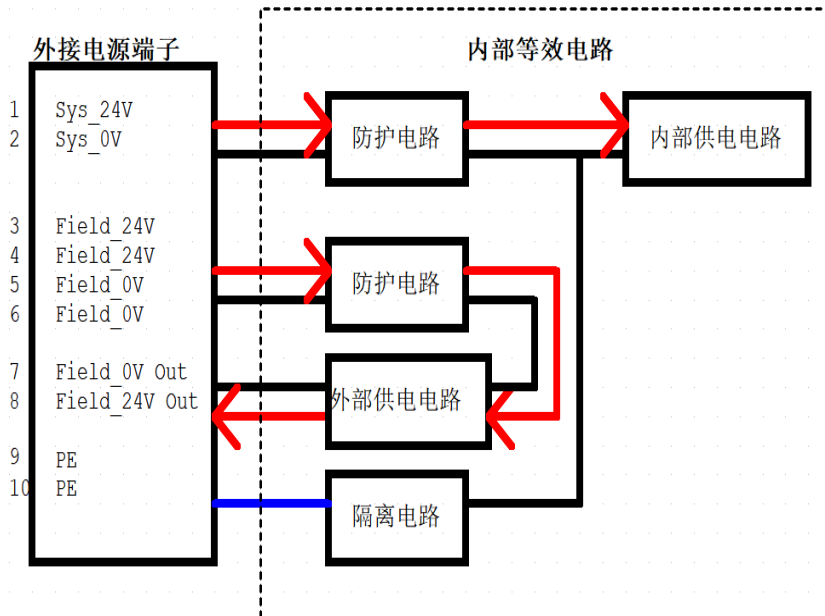 外接电源端子
内部等效电路
1 Sys_24V
2 Sys_0V
防护电路
内部供电电路
3 Field_24V
4 Field_24V
5 Field_0V
6 Field_0V
防护电路
7 Field_0V Out
8 Field_24V Out
外部供电电路
9 PE
10 PE
隔离电路